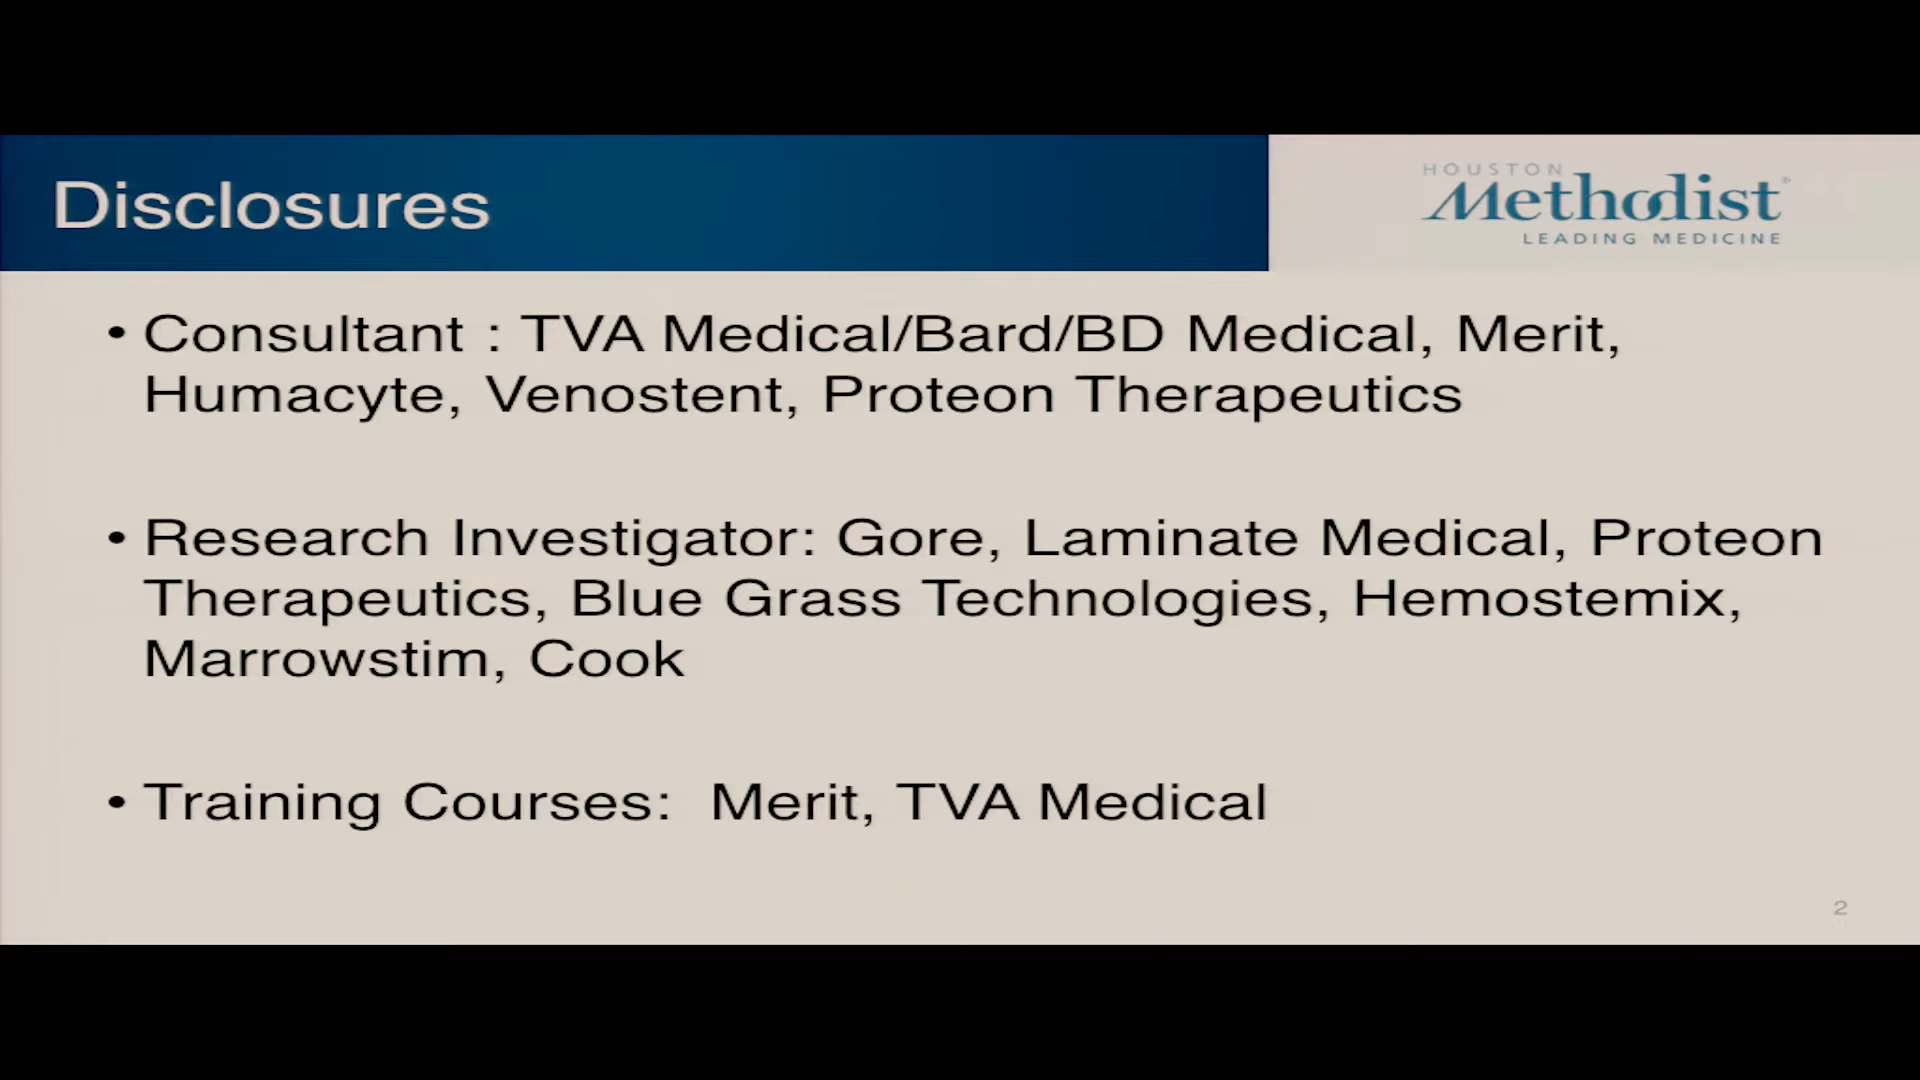 Disclosures
HOUSTON
Methodist®
LEADING MEDICINE
• Consultant : TVA Medical/Bard/BD Medical, Merit,
Humacyte, Venostent, Proteon Therapeutics
• Research Investigator: Gore, Laminate Medical, Proteon
Therapeutics, Blue Grass Technologies, Hemostemix,
Marrowstim, Cook
• Training Courses:  Merit, TVA Medical
2